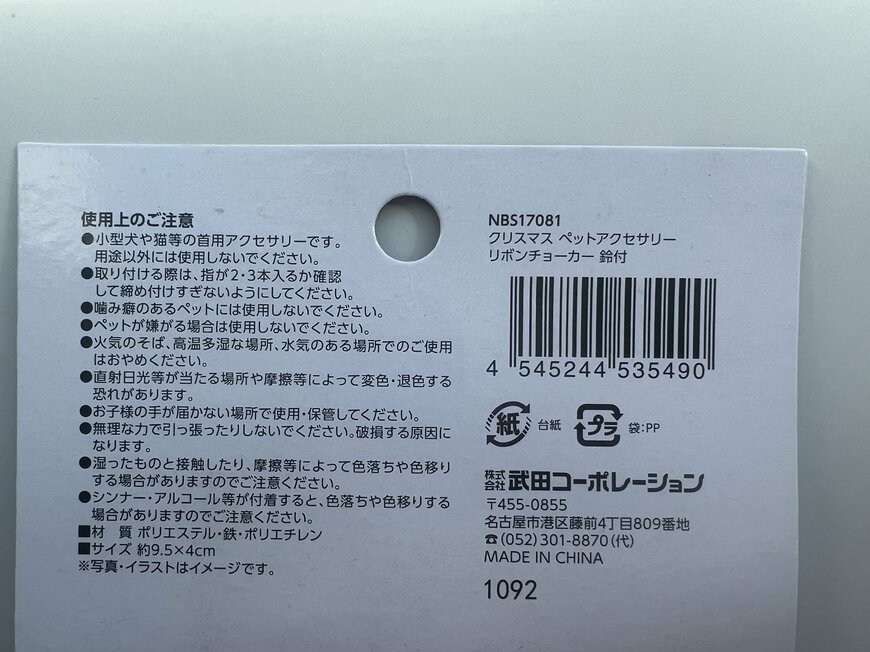 使用上のご注意
●小型犬や猫等の首用アクセサリーです。
用途以外には使用しないでください。
●取り付ける際は、指が2・3本入るか確認
して締め付けすぎないようにしてください。
●噛み癖のあるペットには使用しないでください。
●ペットが嫌がる場合は使用しないでください。
●火気のそば、高温多湿な場所、水気のある場所でのご使用
はおやめください。
●直射日光等が当たる場所や摩擦等によって変色・退色する
恐れがあります。
●お子様の手が届かない場所で使用・保管してください。
●無理な力で引っ張ったりしないでください。破損する原因に
なります。
●湿ったものと接触したり、摩擦等によって色落ちや色移り
する場合がありますのでご注意ください。
●シンナー・アルコール等が付着すると、色落ちや色移りする
場合がありますのでご注意ください。
■材 質 ポリエステル・鉄・ポリエチレン
■サイズ 約9.5×4cm
※写真・イラストはイメージです。
NBS17081
クリスマス ペットアクセサリー
リボンチョーカー 鈴付
4 545244 535490
紙 台紙 プラ 袋:PP
株式会社 武田コーポレーション
〒455-0855
名古屋市港区藤前4丁目809番地
☎(052)301-8870(代)
MADE IN CHINA
1092